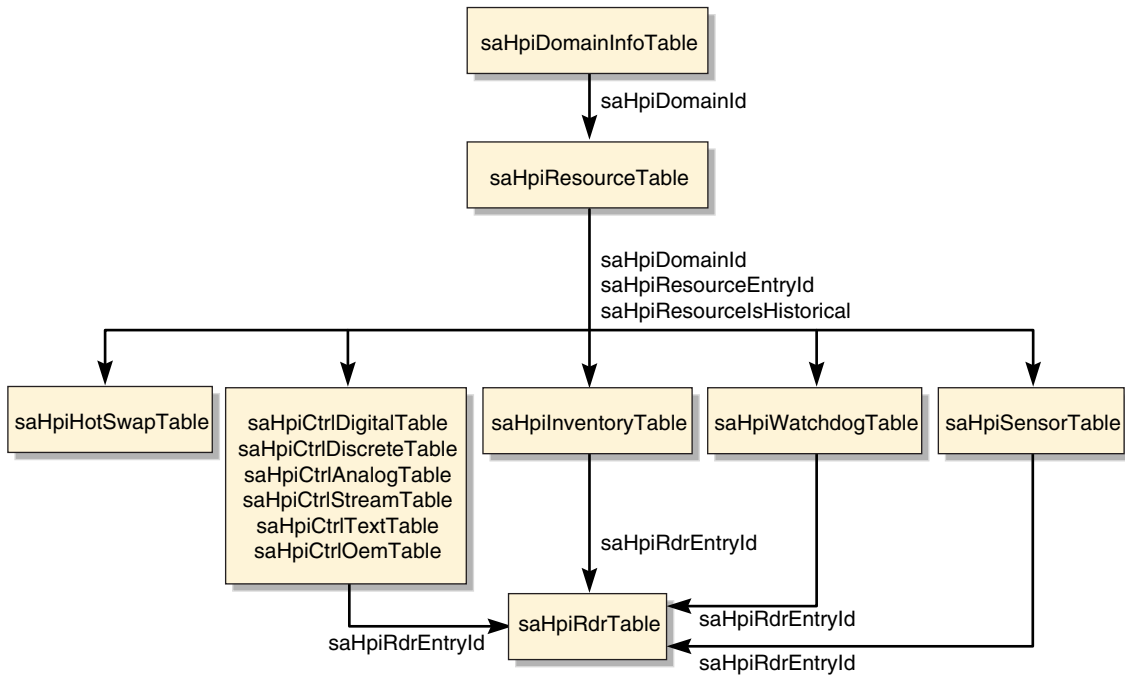 saHpiDomainInfoTable
saHpiDomainId
saHpiResourceTable
saHpiDomainId
saHpiResourceEntryId
saHpiResourceIsHistorical
saHpiHotSwapTable
saHpiCtrlDigitalTable
saHpiCtrlDiscreteTable
saHpiCtrlAnalogTable
saHpiCtrlStreamTable
saHpiCtrlTextTable
saHpiCtrlOemTable
saHpiInventoryTable
saHpiWatchdogTable
saHpiSensorTable
saHpiRdrEntryId
saHpiRdrEntryId
saHpiRdrTable
saHpiRdrEntryId
saHpiRdrEntryId